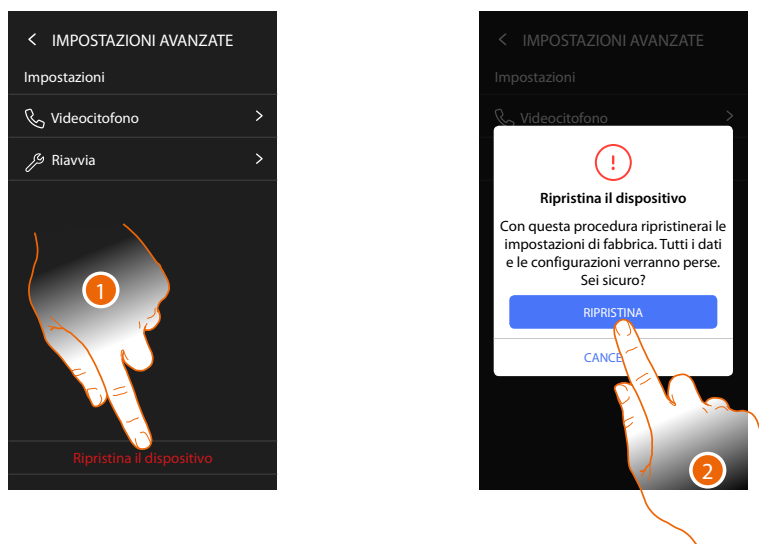 IMPOSTAZIONI AVANZATE
Impostazioni
Videocitofono
Riavvia
1
Ripristina il dispositivo
IMPOSTAZIONI AVANZATE
Impostazioni
Videocitofono
Ripristina il dispositivo
Con questa procedura ripristinerai le
impostazioni di fabbrica. Tutti i dati
e le configurazioni verranno perse.
Sei sicuro?
RIPRISTINA
CANCE
2